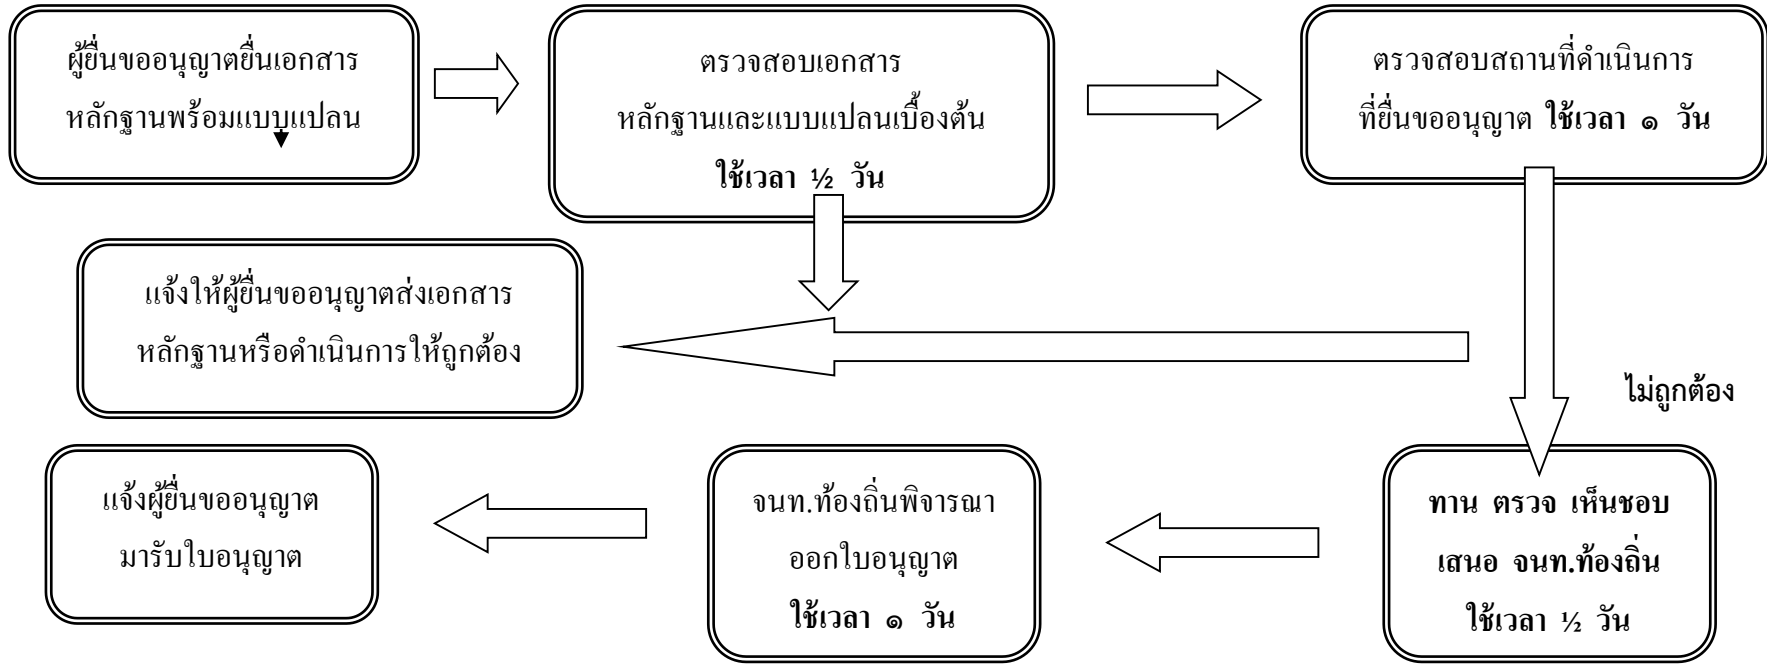 ผู้ยื่นขออนุญาตยื่นเอกสาร
หลักฐานพร้อมแบบแปลน
ตรวจสอบเอกสาร
หลักฐานและแบบแปลนเบื้องต้น
ใช้เวลา ½ วัน
ตรวจสอบสถานที่ดำเนินการ
ที่ยื่นขออนุญาต ใช้เวลา ๑ วัน
แจ้งให้ผู้ยื่นขออนุญาตส่งเอกสาร
หลักฐานหรือดำเนินการให้ถูกต้อง
ไม่ถูกต้อง
แจ้งผู้ยื่นขออนุญาต
มารับใบอนุญาต
จนท.ท้องถิ่นพิจารณา
ออกใบอนุญาต
ใช้เวลา ๑ วัน
ทาน ตรวจ เห็นชอบ
เสนอ จนท.ท้องถิ่น
ใช้เวลา ½ วัน